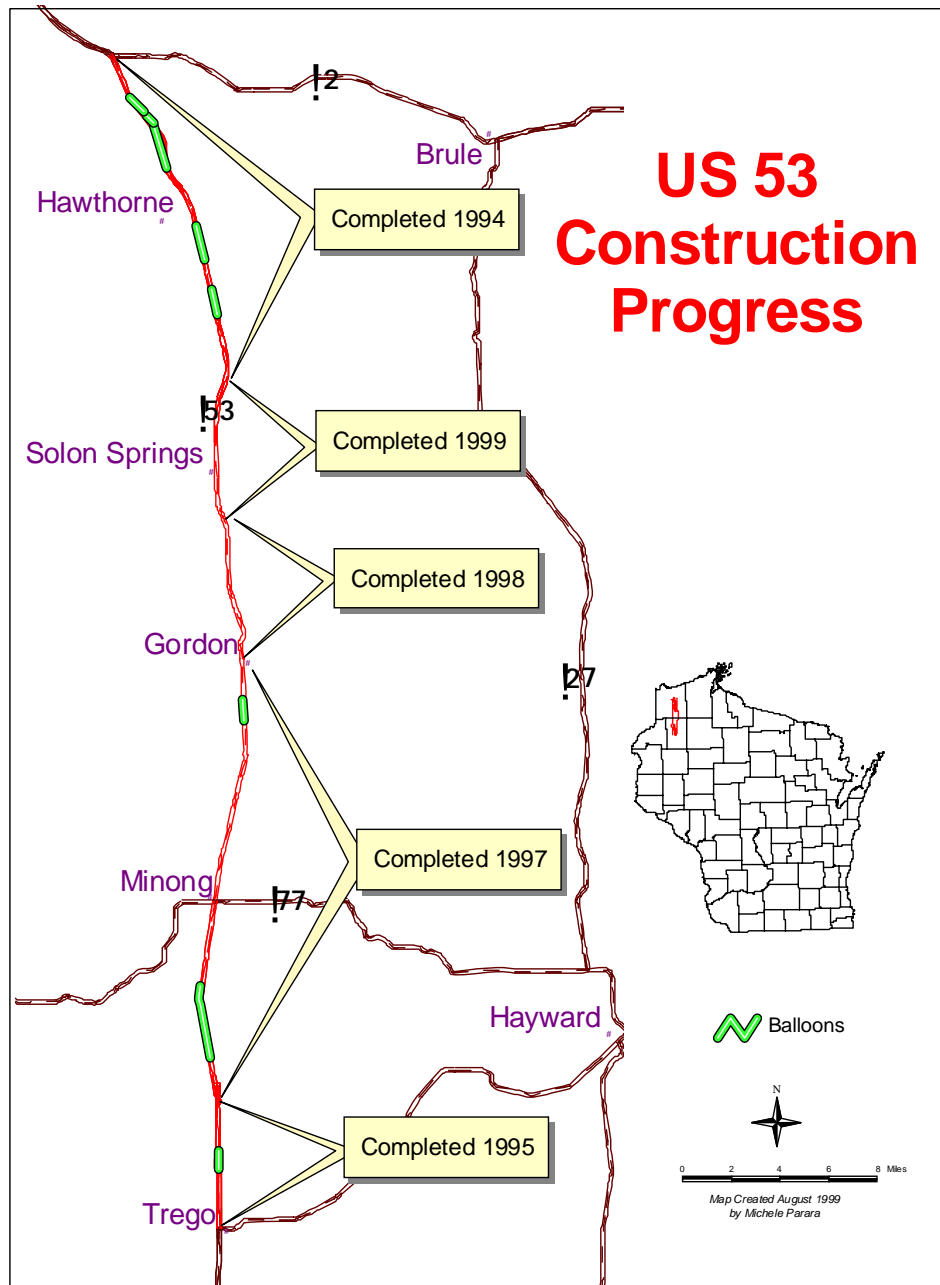 2
Brule
US 53
Construction
Progress
Hawthorne
Completed 1994
53
Completed 1999
Solon Springs
Completed 1998
Gordon
27
Completed 1997
Minong
77
Hayward
Balloons
N
Completed 1995
0 2 4 6 8 Miles
Map Created August 1999
by Michele Parara
Trego